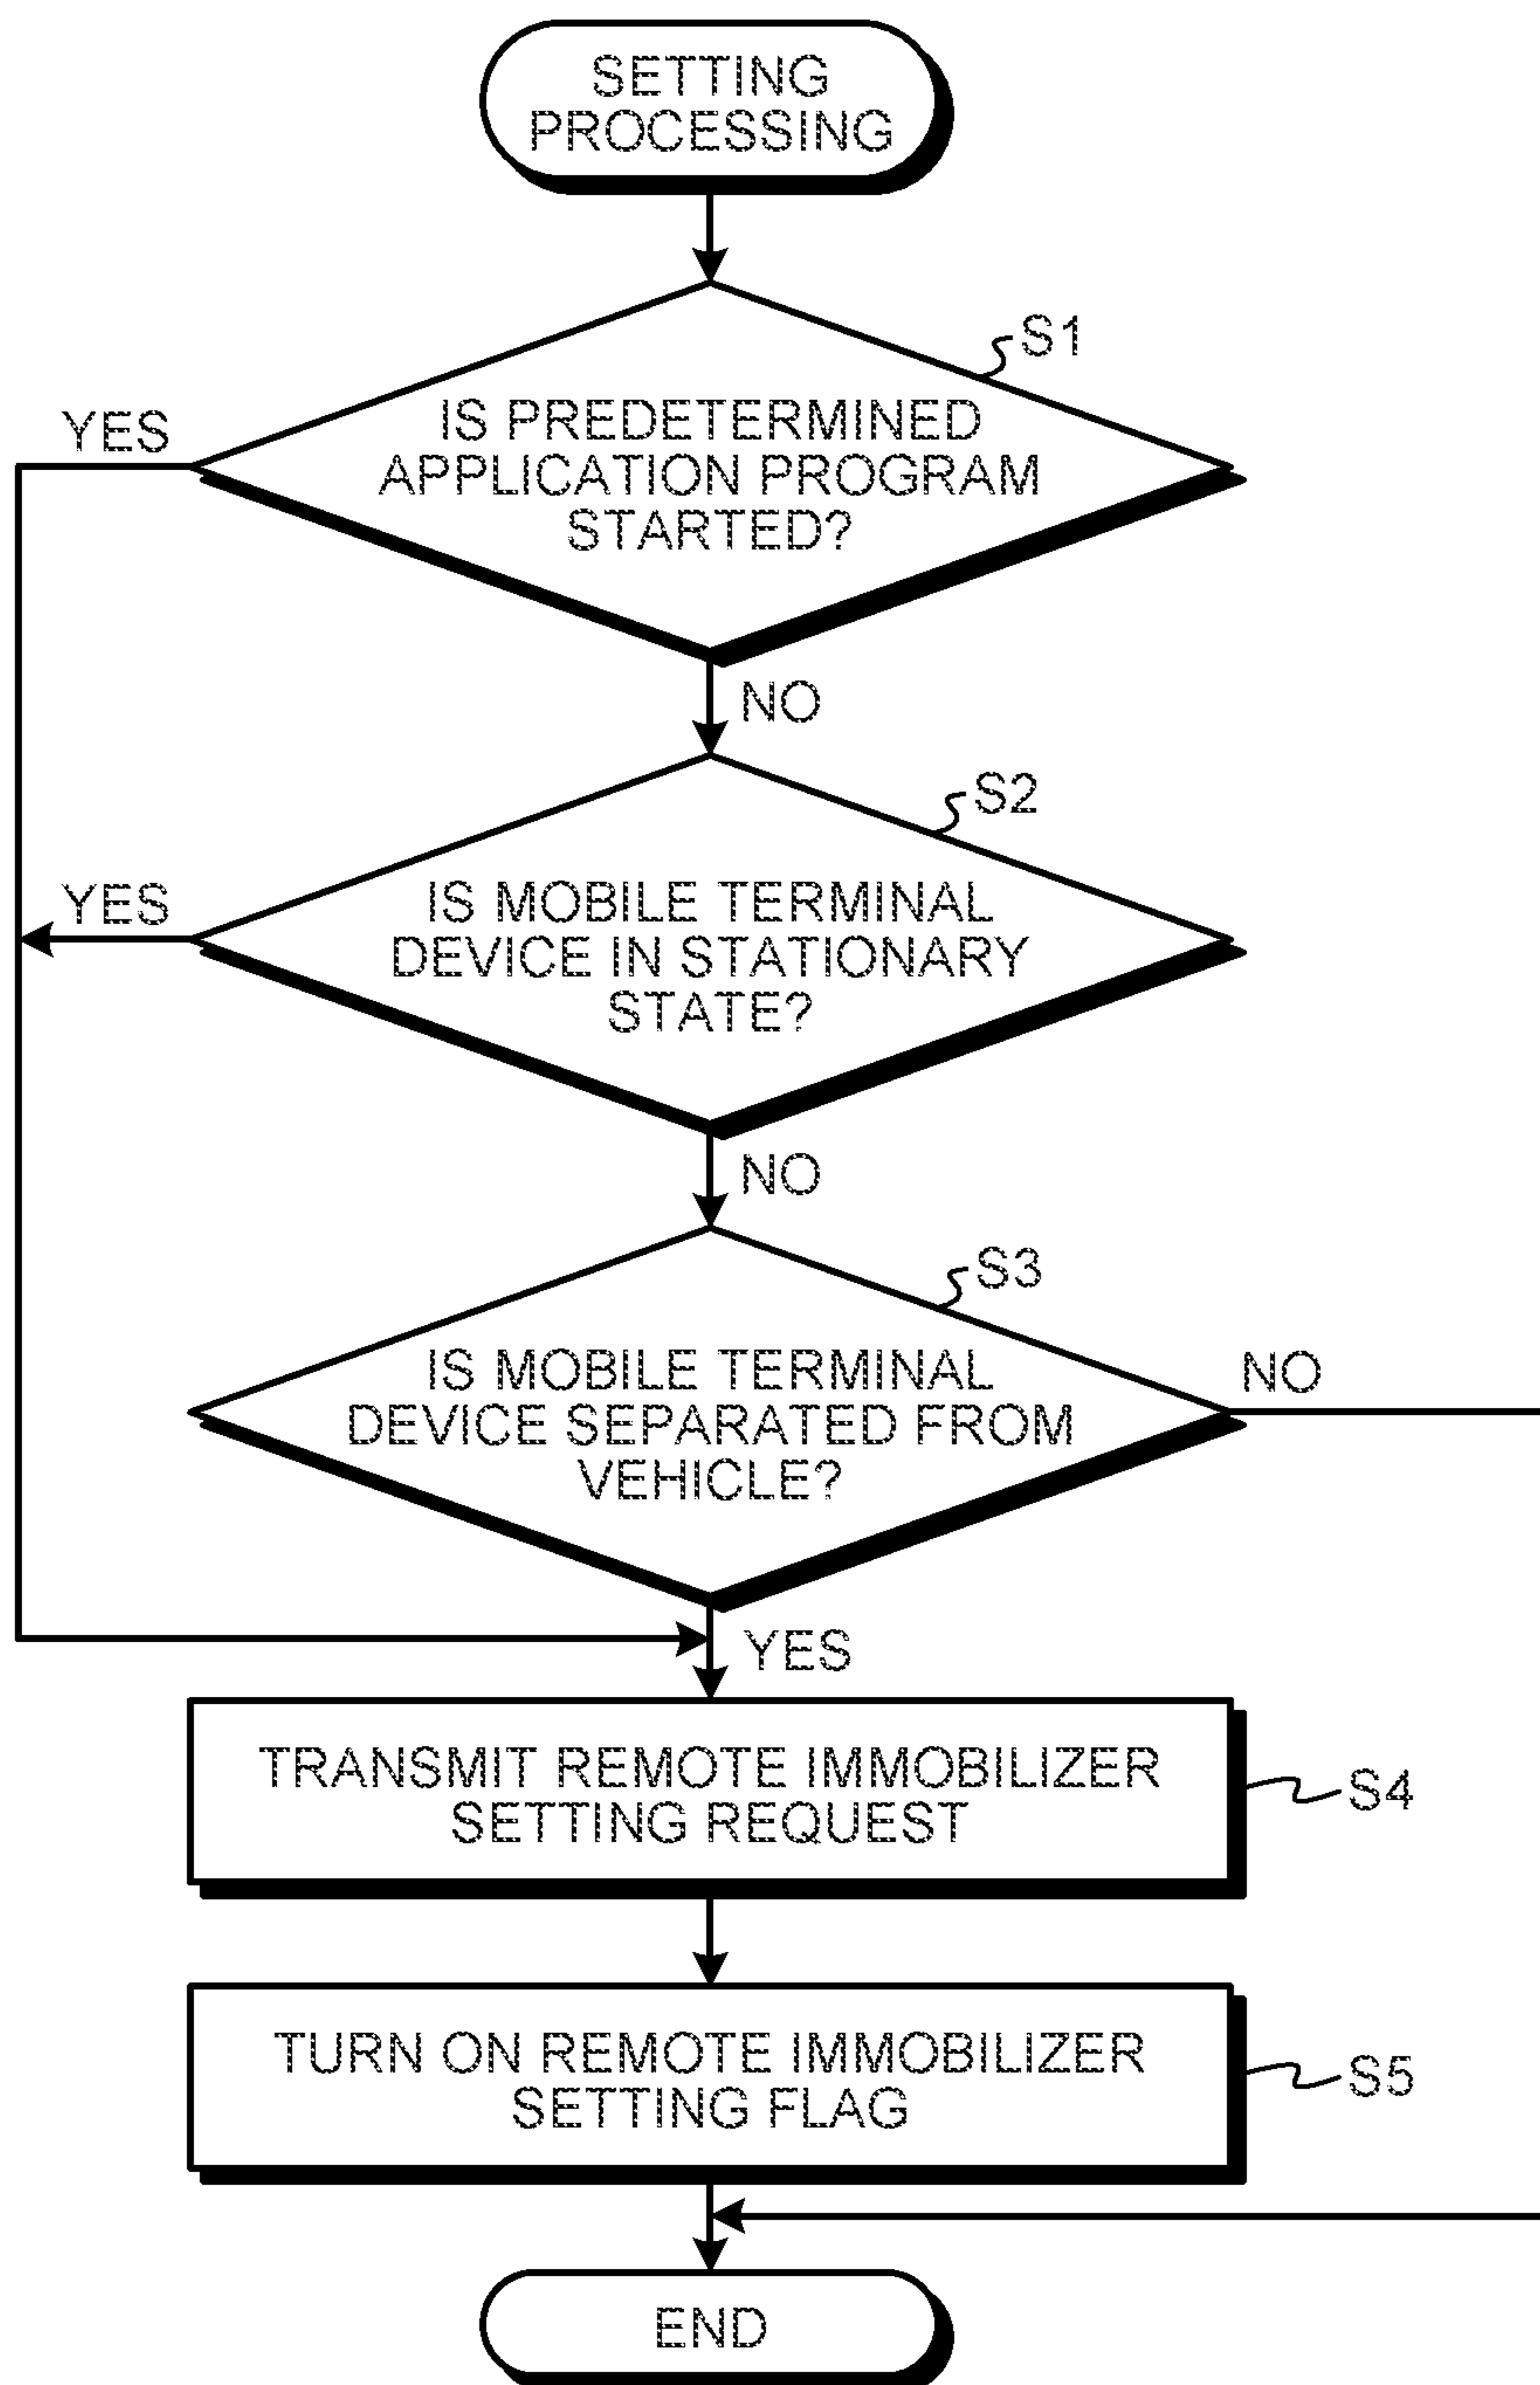 SETTING
PROCESSING
S1
YES
IS PREDETERMINED
APPLICATION PROGRAM
STARTED?
NO
S2
YES
IS MOBILE TERMINAL
DEVICE IN STATIONARY
STATE?
NO
S3
IS MOBILE TERMINAL
DEVICE SEPARATED FROM
VEHICLE?
NO
YES
TRANSMIT REMOTE IMMOBILIZER
SETTING REQUEST
S4
TURN ON REMOTE IMMOBILIZER
SETTING FLAG
S5
END